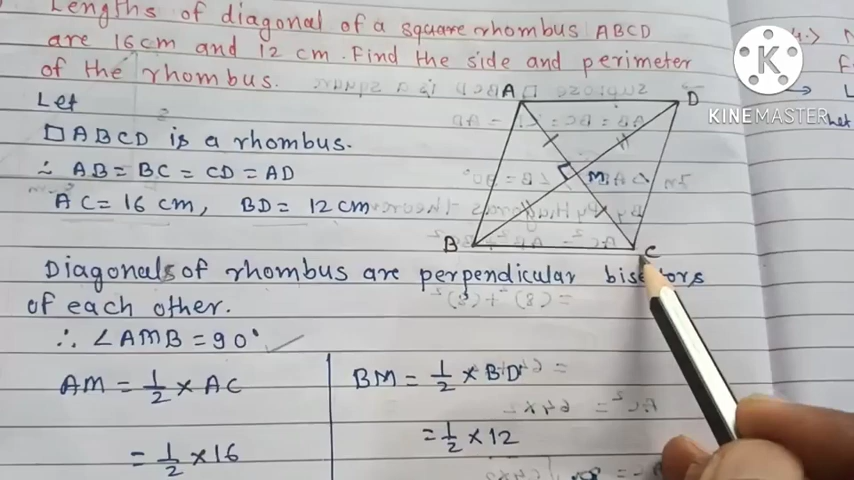 Lengths of diagonal of a square rhombus ABCD
are 16 cm and 12 cm. Find the side and perimeter
of the rhombus.
Let
□ABCD is a rhombus.
∴ AB = BC = CD = AD
AC = 16 cm, BD = 12 cm
A
D
M
B
C
Diagonals of rhombus are perpendicular bisectors
of each other.
∴ ∠AMB = 90°
AM = 1/2 × AC
= 1/2 × 16
BM = 1/2 × BD
= 1/2 × 12
K
KINEMASTER